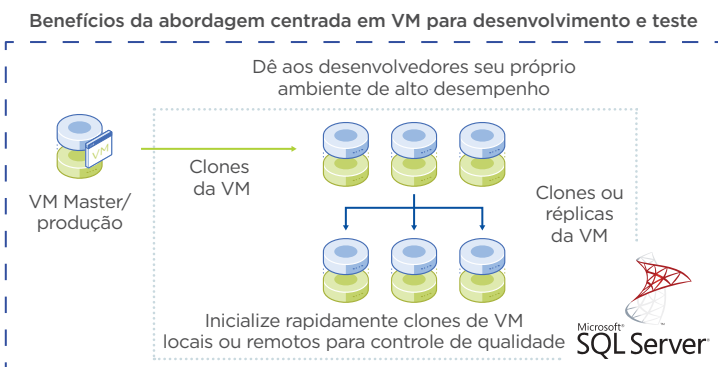 Benefícios da abordagem centrada em VM para desenvolvimento e teste
Dê aos desenvolvedores seu próprio
ambiente de alto desempenho
VM
VM Master/
produção
Clones
da VM
Clones ou
réplicas
da VM
Inicialize rapidamente clones de VM
locais ou remotos para controle de qualidade
Microsoft®
SQL Server®